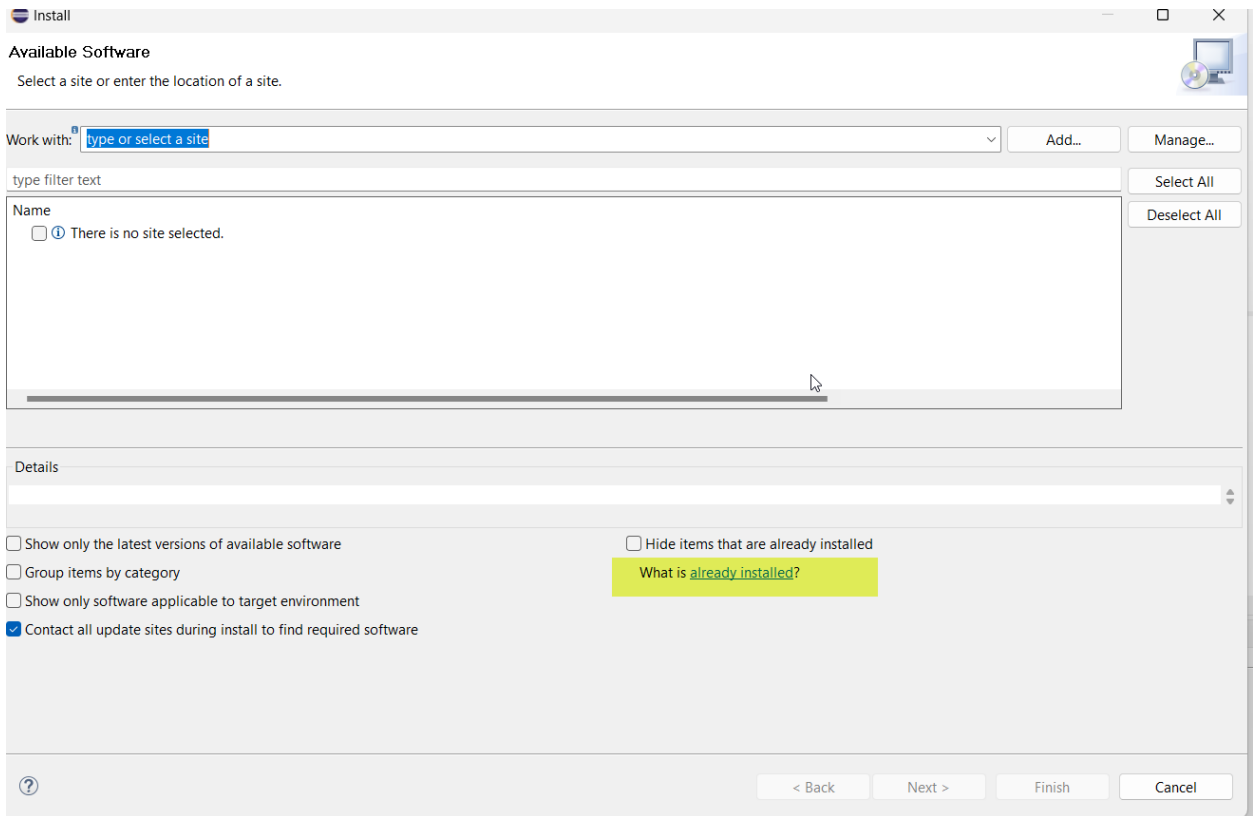 Install
Available Software
Select a site or enter the location of a site.
Work with: type or select a site Add... Manage...
type filter text Select All
Name Deselect All
There is no site selected.
Details
Show only the latest versions of available software Hide items that are already installed
Group items by category What is already installed?
Show only software applicable to target environment
Contact all update sites during install to find required software
? < Back Next > Finish Cancel